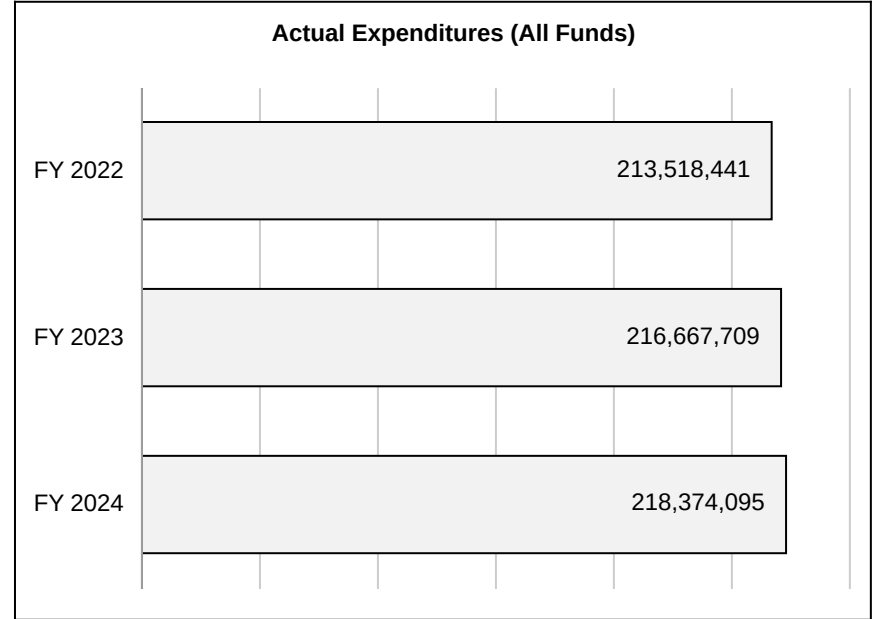 Actual Expenditures (All Funds)
FY 2022
213,518,441
FY 2023
216,667,709
FY 2024
218,374,095